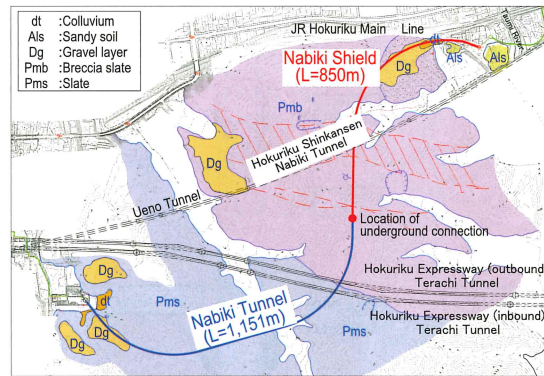 dt :Colluvium
Als :Sandy soil
Dg :Gravel layer
Pmb :Breccia slate
Pms :Slate
JR Hokuriku Main Line
Taumi River
dt
Nabiki Shield
(L=850m)
Dg
Als
Als
Pmb
Dg
Hokuriku Shinkansen
Nabiki Tunnel
Ueno Tunnel
Location of
underground connection
Dg
Hokuriku Expressway (outbound)
Terachi Tunnel
dt
Pms
Nabiki Tunnel
(L=1,151m)
Pms
Hokuriku Expressway (inbound)
Terachi Tunnel
Dg
Dg